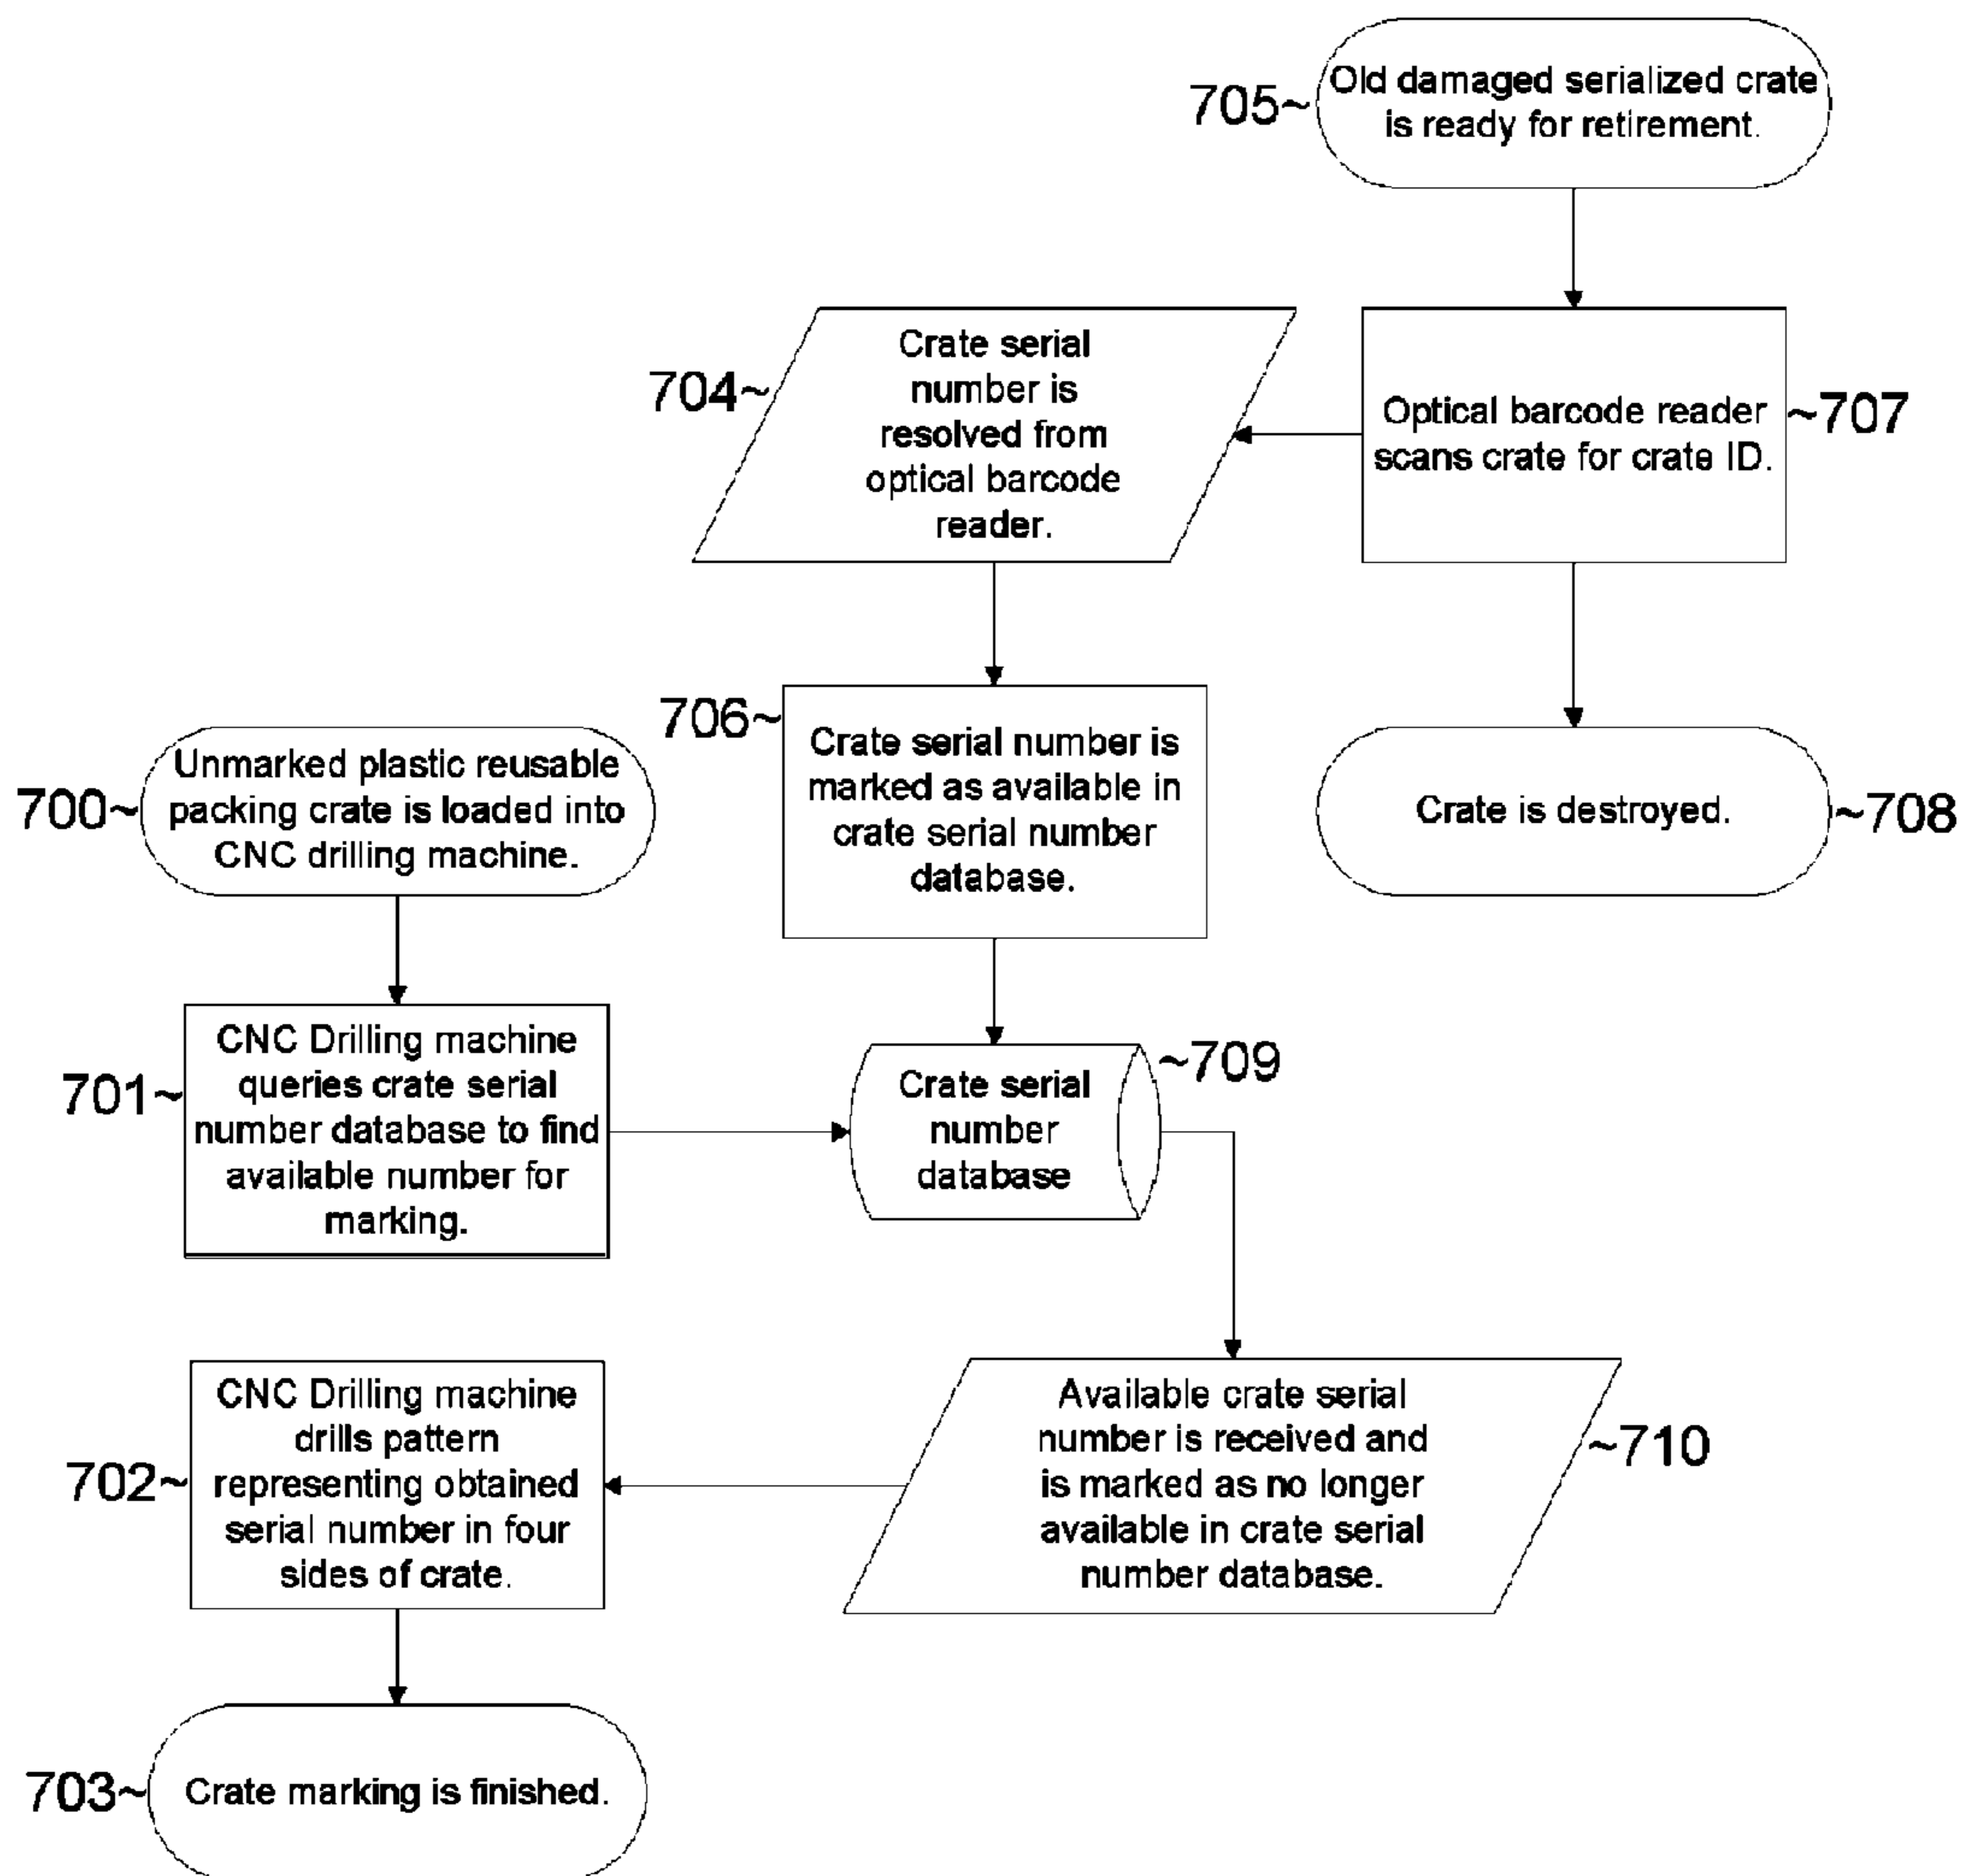 705~
Old damaged serialized crate
is ready for retirement.
704~
Crate serial
number is
resolved from
optical barcode
reader.
Optical barcode reader
scans crate for crate ID.
~707
706~
Crate serial number is
marked as available in
crate serial number
database.
700~
Unmarked plastic reusable
packing crate is loaded into
CNC drilling machine.
Crate is destroyed.
~708
701~
CNC Drilling machine
queries crate serial
number database to find
available number for
marking.
Crate serial
number
database
~709
702~
CNC Drilling machine
drills pattern
representing obtained
serial number in four
sides of crate.
Available crate serial
number is received and
is marked as no longer
available in crate serial
number database.
~710
703~
Crate marking is finished.